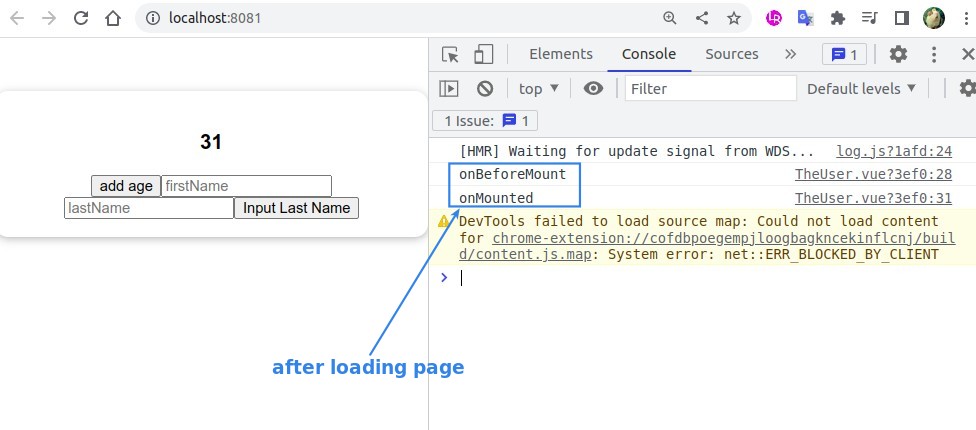 localhost:8081
Elements Console Sources » 1
top Filter Default levels
1 Issue: 1
[HMR] Waiting for update signal from WDS... log.js?1afd:24
onBeforeMount TheUser.vue?3ef0:28
onMounted TheUser.vue?3ef0:31
DevTools failed to load source map: Could not load content
for chrome-extension://cofdbpoegempjloogbagkncekinflcnj/buil
d/content.js.map: System error: net::ERR_BLOCKED_BY_CLIENT
31
add age firstName
lastName Input Last Name
after loading page